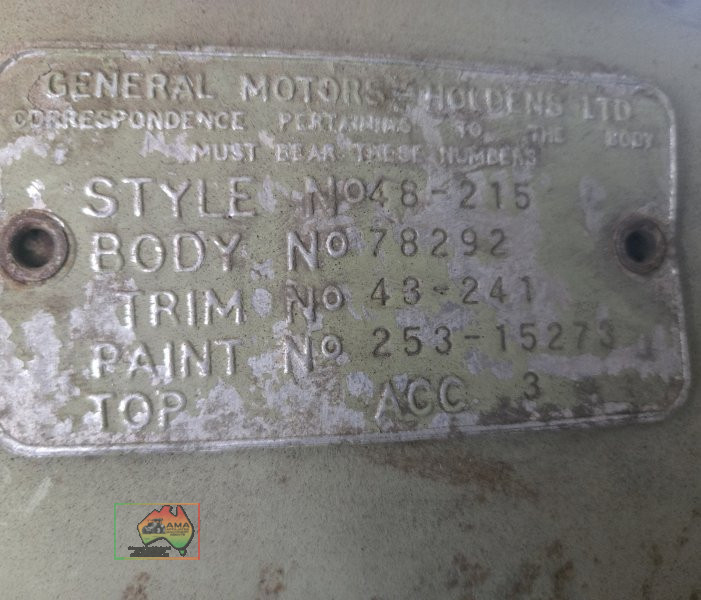 GENERAL MOTORS-HOLDENS LTD
CORRESPONDENCE PERTAINING TO THE BODY
MUST BEAR THESE NUMBERS
STYLE No 48-215
BODY No 78292
TRIM No 43-241
PAINT No 253-15273
TOP ACC. 3
AMA